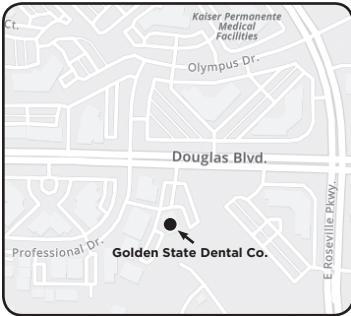 Ct.
Kaiser Permanente
Medical
Facilities
Olympus Dr.
Douglas Blvd.
E Roseville Pkwy.
Professional Dr.
Golden State Dental Co.